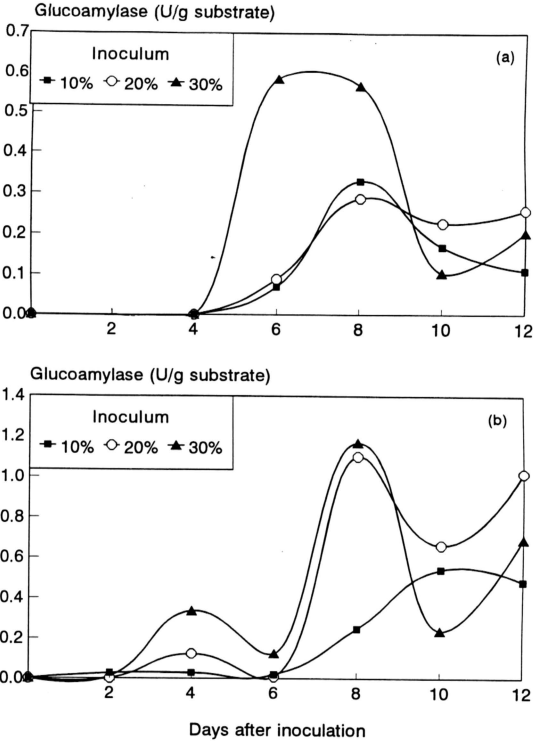 Glucoamylase (U/g substrate)
0.7
0.6
0.5
0.4
0.3
0.2
0.1
0.0
Inoculum
10% 20% 30%
(a)
2 4 6 8 10 12
Glucoamylase (U/g substrate)
1.4
1.2
1.0
0.8
0.6
0.4
0.2
0.0
Inoculum
10% 20% 30%
(b)
2 4 6 8 10 12
Days after inoculation